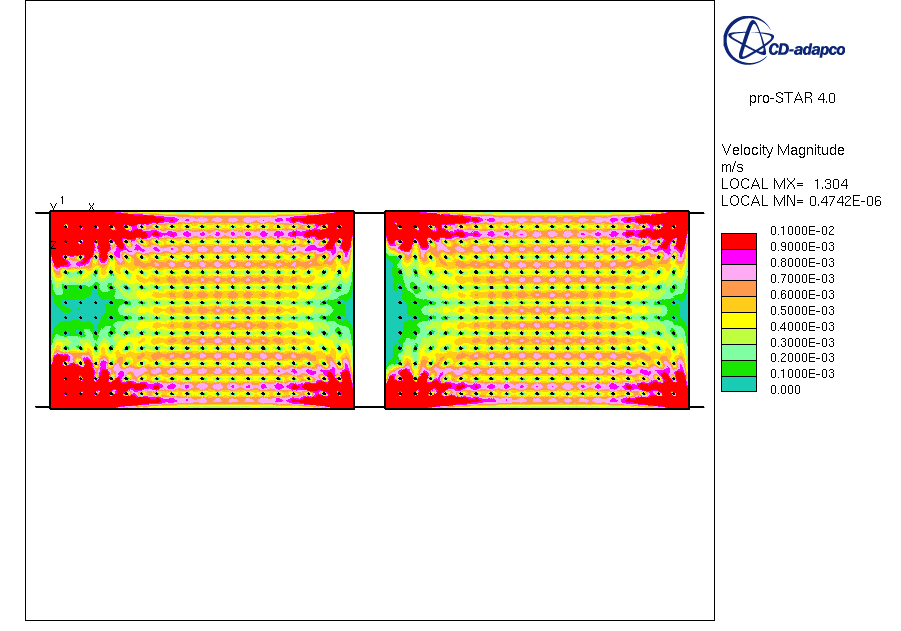 CD-adapco
pro-STAR 4.0
Velocity Magnitude
m/s
LOCAL MX= 1.304
LOCAL MN= 0.4742E-06
0.1000E-02
0.9000E-03
0.8000E-03
0.7000E-03
0.6000E-03
0.5000E-03
0.4000E-03
0.3000E-03
0.2000E-03
0.1000E-03
0.000
Y 1 X
Z